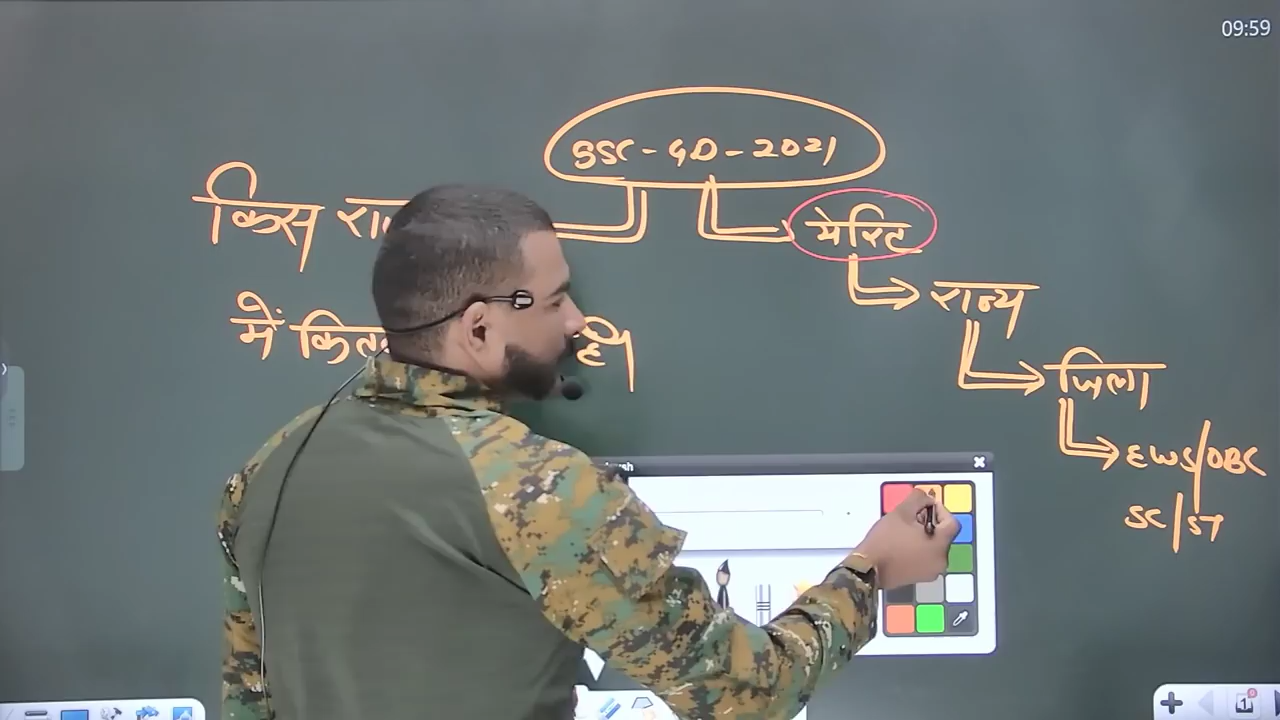 09:59
SSC-GD-2021
किस
मेरिट
राज्य
में
जिला
EWS/OBC
SC/ST